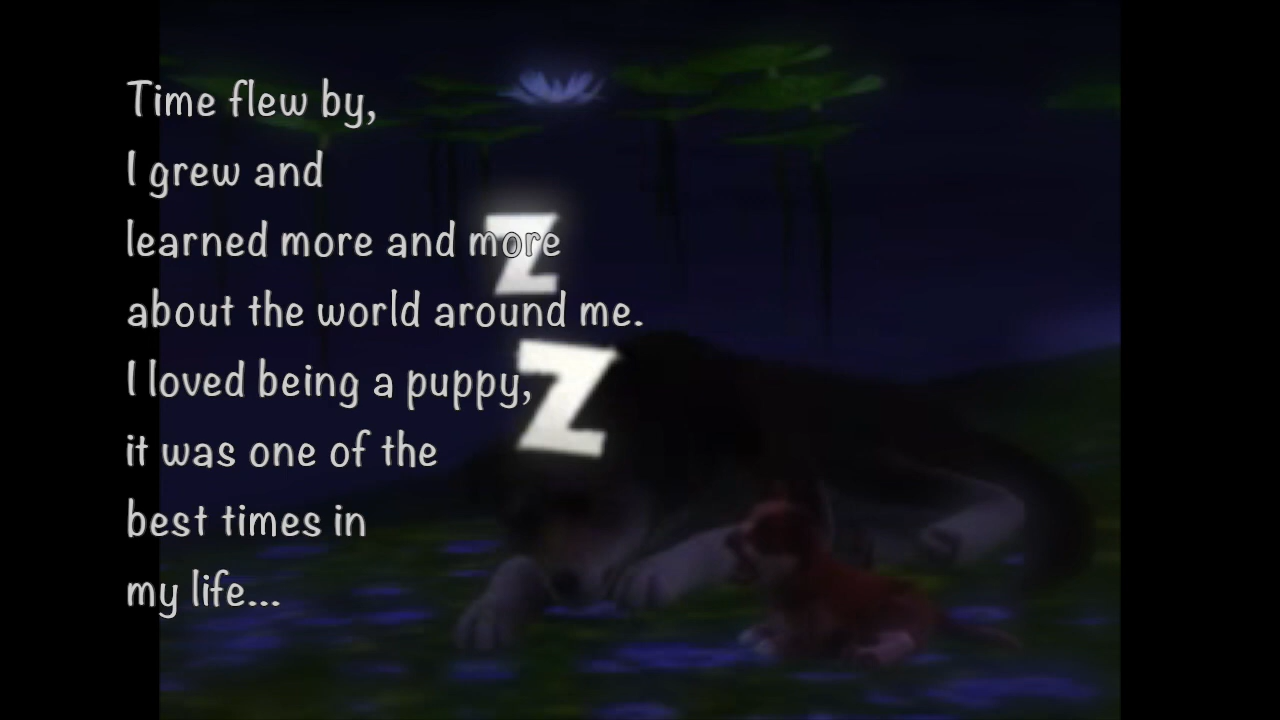 Time flew by,
I grew and
learned more and more
about the world around me.
I loved being a puppy,
it was one of the
best times in
my life...
Z
Z